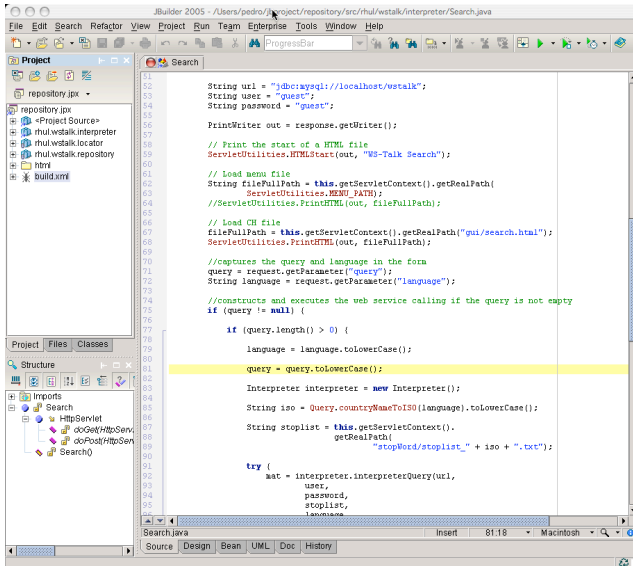 JBuilder 2005 - /Users/pedro/jbproject/repository/src/rhul/wstalk/interpreter/Search.java
File Edit Search Refactor View Project Run Team Enterprise Tools Window Help
ProgressBar
Project
Search
repository.jpx
repository.jpx
<Project Source>
rhul.wstalk.interpreter
rhul.wstalk.locator
rhul.wstalk.repository
html
build.xml
Project Files Classes
Structure
Imports
Search
HttpServlet
doGet(HttpServ
doPost(HttpServ
Search()
51
52 String url = "jdbc:mysql://localhost/wstalk";
53 String user = "guest";
54 String password = "guest";
55
56 PrintWriter out = response.getWriter();
57
58 // Print the start of a HTML file
59 ServletUtilities.HTMLStart(out, "WS-Talk Search");
60
61 // Load menu file
62 String fileFullPath = this.getServletContext().getRealPath(
63 ServletUtilities.MENU_PATH);
64 //ServletUtilities.PrintHTML(out, fileFullPath);
65
66 // Load CH file
67 fileFullPath = this.getServletContext().getRealPath("gui/search.html");
68 ServletUtilities.PrintHTML(out, fileFullPath);
69
70 //captures the query and language in the form
71 query = request.getParameter("query");
72 String language = request.getParameter("language");
73
74 //constructs and executes the web service calling if the query is not empty
75 if (query != null) {
76
77 if (query.length() > 0) {
78
79 language = language.toLowerCase();
80
81 query = query.toLowerCase();
82
83 Interpreter interpreter = new Interpreter();
84
85 String iso = Query.countryNameToISO(language).toLowerCase();
86
87 String stoplist = this.getServletContext().
88 getRealPath(
89 "stopWord/stoplist_" + iso + ".txt");
90
91 try {
92 mat = interpreter.interpreterQuery(url,
93 user,
94 password,
95 stoplist,
96 language
Search.java Insert 81:18 Macintosh
Source Design Bean UML Doc History